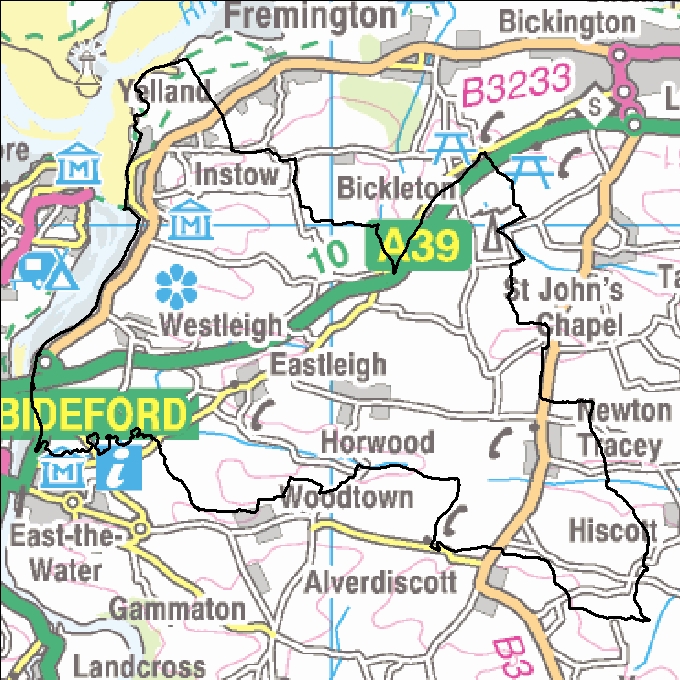 Fremington
Bickington
Yelland
B3233
S
L
ore
M
Instow
Bickleton
M
A39
10
St John's
Chapel
Ta
Westleigh
Eastleigh
BIDEFORD
Newton
Tracey
Horwood
M
i
Woodtown
East-the-
Water
Hiscott
Alverdiscott
Gammaton
B3
Landcross